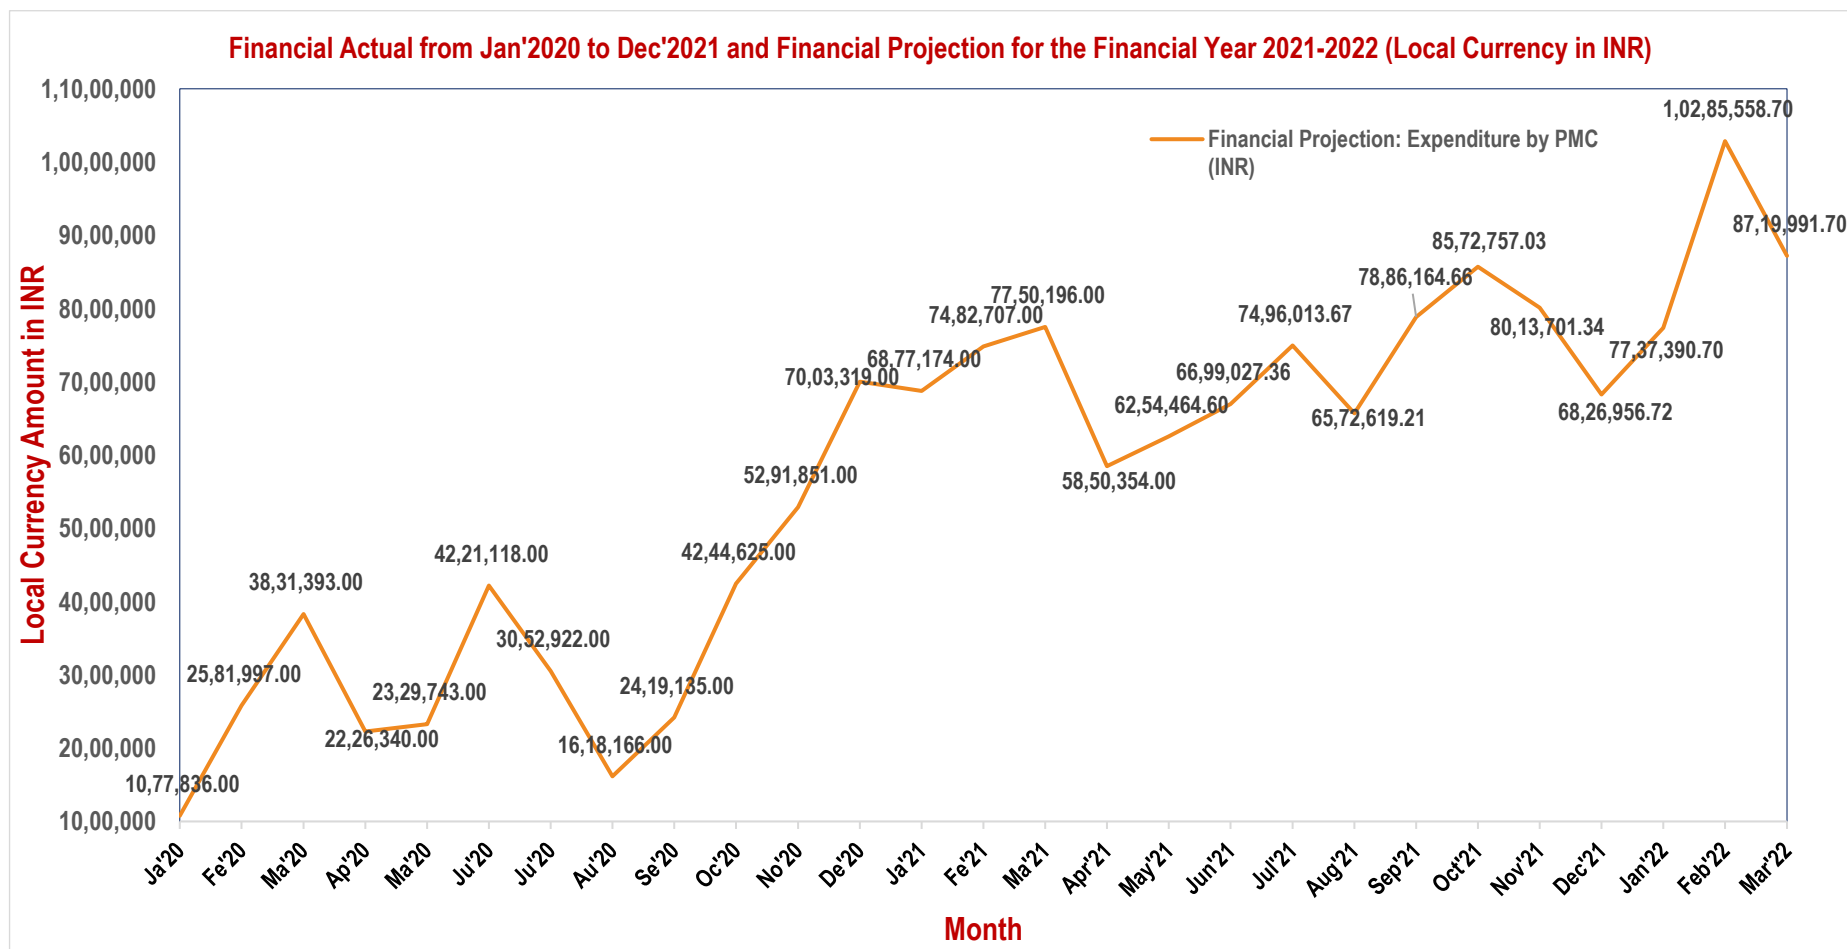 Financial Actual from Jan'2020 to Dec'2021 and Financial Projection for the Financial Year 2021-2022 (Local Currency in INR)
Local Currency Amount in INR
1,10,00,000
1,00,00,000
90,00,000
80,00,000
70,00,000
60,00,000
50,00,000
40,00,000
30,00,000
20,00,000
10,00,000
Financial Projection: Expenditure by PMC
(INR)
10,77,836.00
25,81,997.00
38,31,393.00
22,26,340.00
23,29,743.00
42,21,118.00
30,52,922.00
16,18,166.00
24,19,135.00
42,44,625.00
52,91,851.00
70,03,319.00
68,77,174.00
74,82,707.00
77,50,196.00
58,50,354.00
62,54,464.60
66,99,027.36
74,96,013.67
65,72,619.21
78,86,164.66
85,72,757.03
80,13,701.34
68,26,956.72
77,37,390.70
1,02,85,558.70
87,19,991.70
Ja'20
Fe'20
Ma'20
Ap'20
Ma'20
Ju'20
Ju'20
Au'20
Se'20
Oc'20
No'20
De'20
Ja'21
Fe'21
Ma'21
Apr'21
May'21
Jun'21
Jul'21
Aug'21
Sep'21
Oct'21
Nov'21
Dec'21
Jan'22
Feb'22
Mar'22
Month